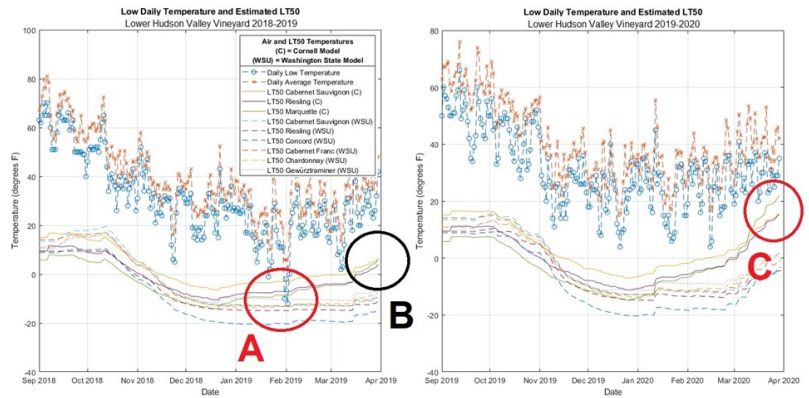 Low Daily Temperature and Estimated LT50
Lower Hudson Valley Vineyard 2018-2019
100
80
60
40
20
0
-20
-40
Temperature (degrees F)
Air and LT50 Temperatures
(C) = Cornell Model
(WSU) = Washington State Model
Daily Low Temperature
Daily Average Temperature
LT50 Cabernet Sauvignon (C)
LT50 Riesling (C)
LT50 Marquette (C)
LT50 Cabernet Sauvignon (WSU)
LT50 Riesling (WSU)
LT50 Concord (WSU)
LT50 Cabernet Franc (WSU)
LT50 Chardonnay (WSU)
LT50 Gewürztraminer (WSU)
A
B
Sep 2018 Oct 2018 Nov 2018 Dec 2018 Jan 2019 Feb 2019 Mar 2019 Apr 2019
Date
Low Daily Temperature and Estimated LT50
Lower Hudson Valley Vineyard 2019-2020
80
60
40
20
0
-20
-40
Temperature (degrees F)
C
Sep 2019 Oct 2019 Nov 2019 Dec 2019 Jan 2020 Feb 2020 Mar 2020 Apr 2020
Date